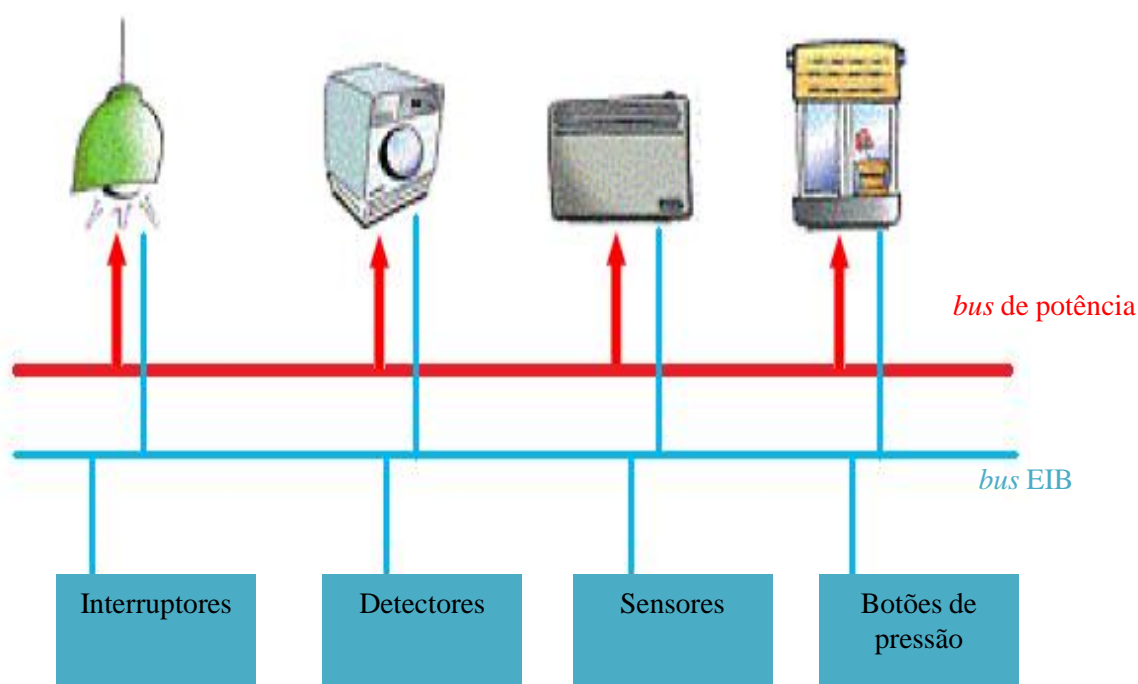 bus de potência
bus EIB
Interruptores
Detectores
Sensores
Botões de
pressão